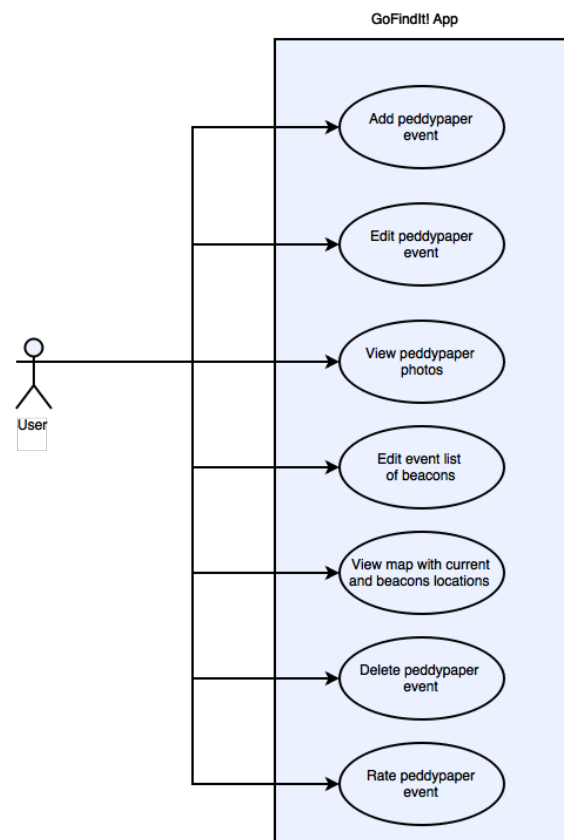 GoFindIt! App
Add peddypaper
event
Edit peddypaper
event
View peddypaper
photos
User
Edit event list
of beacons
View map with current
and beacons locations
Delete peddypaper
event
Rate peddypaper
event